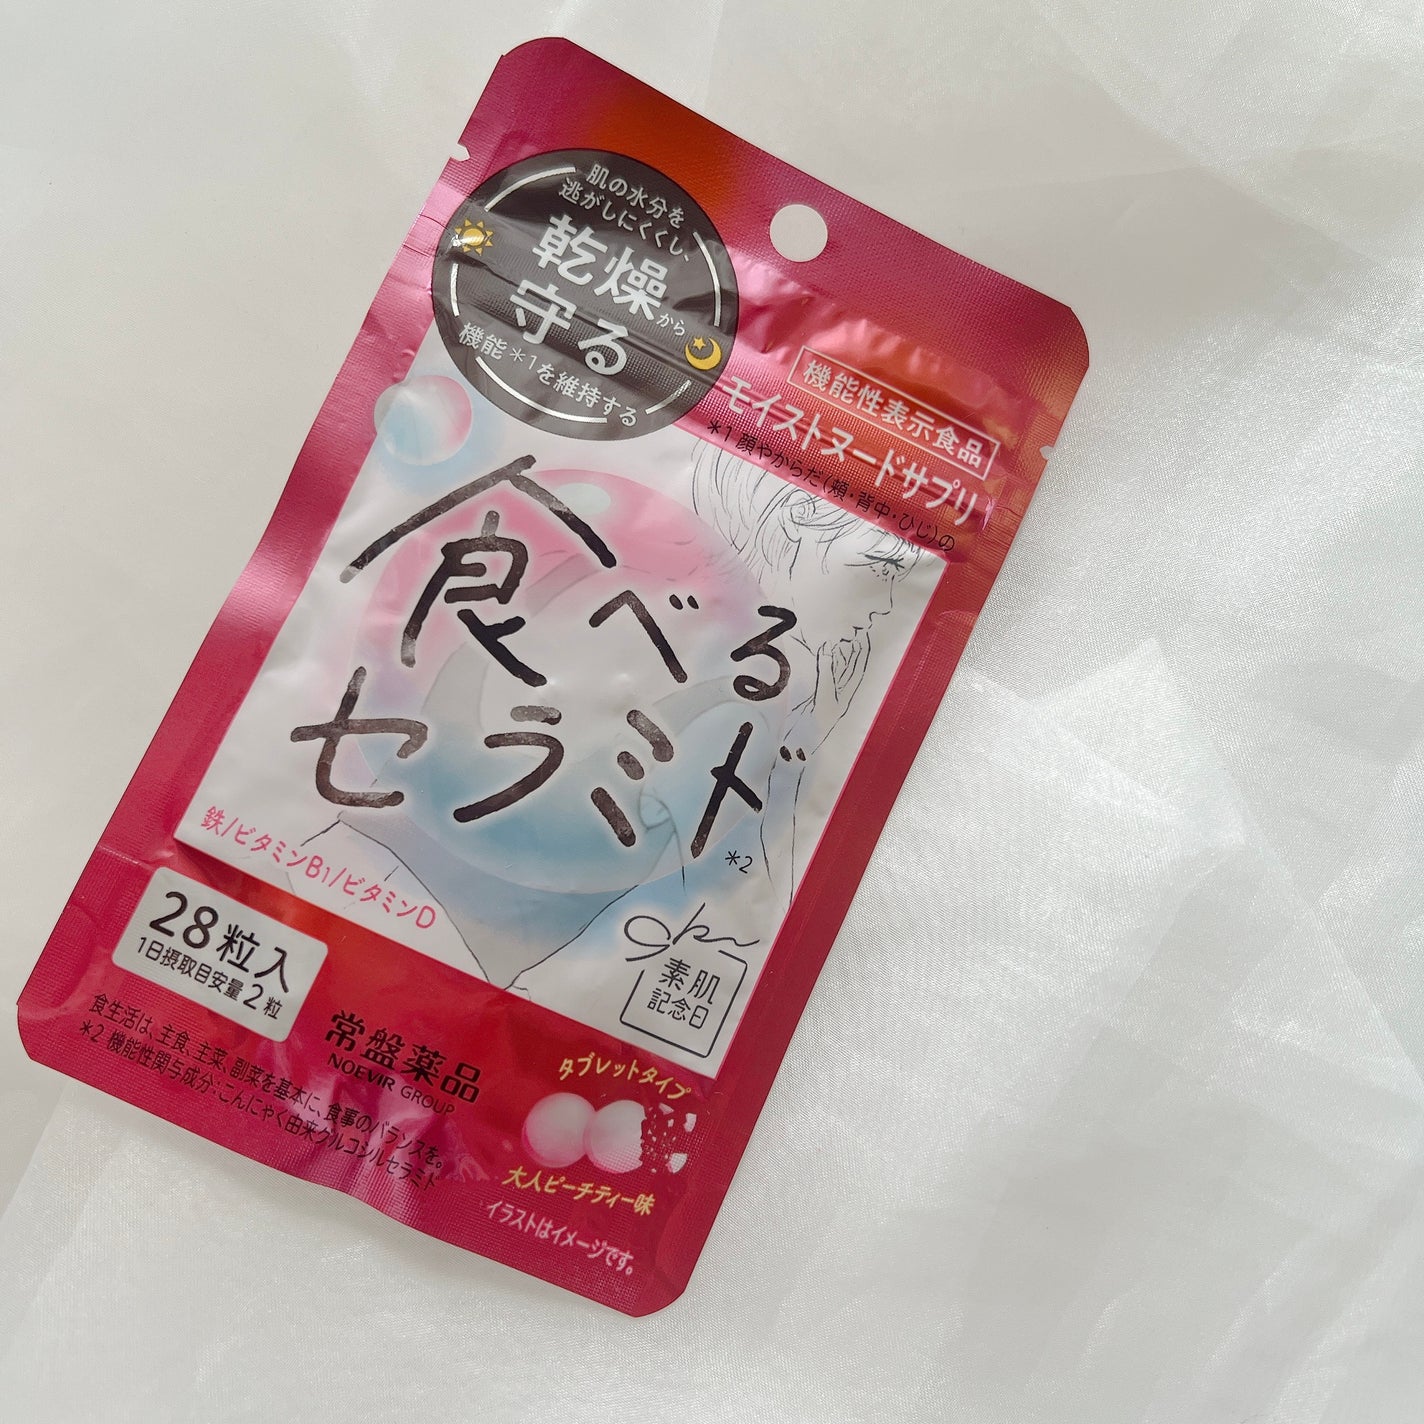 肌の水分を
逃がしにくくし、
乾燥から
守る
機能*1を維持する
機能性表示食品
モイストヌードサプリ
*1 顔やからだ(頬・背中・ひじ)の
食べる
セラミド*2
鉄/ビタミンB1/ビタミンD
素肌
記念日
28粒入
1日摂取目安量2粒
常盤薬品
NOEVIR GROUP
食生活は、主食、主菜、副菜を基本に、食事のバランスを。
*2 機能性関与成分:こんにゃく由来グルコシルセラミド
タブレットタイプ
大人ピーチティー味
イラストはイメージです。